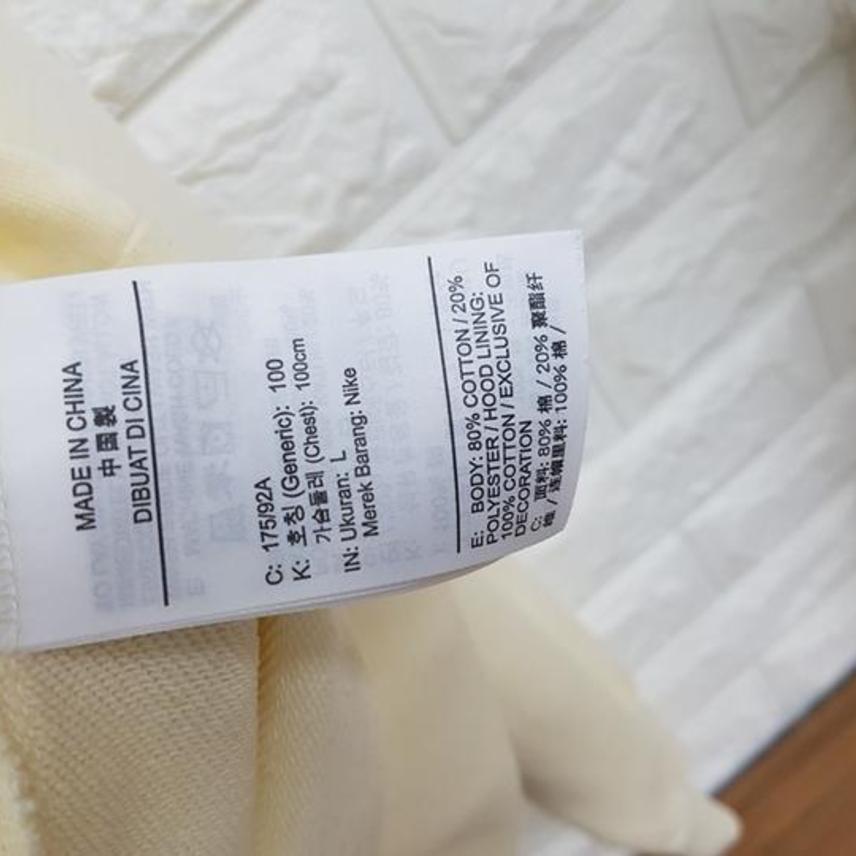 MADE IN CHINA
中国製
DIBUAT DI CINA
C: 175/92A
K: 호칭 (Generic): 100
가슴둘레 (Chest): 100cm
IN: Ukuran: L
Merek Barang: Nike
E: BODY: 80% COTTON / 20%
POLYESTER / HOOD LINING:
100% COTTON / EXCLUSIVE OF
DECORATION
C: 面料: 80% 棉 / 20% 聚酯纤
维 / 连帽里料: 100% 棉 /